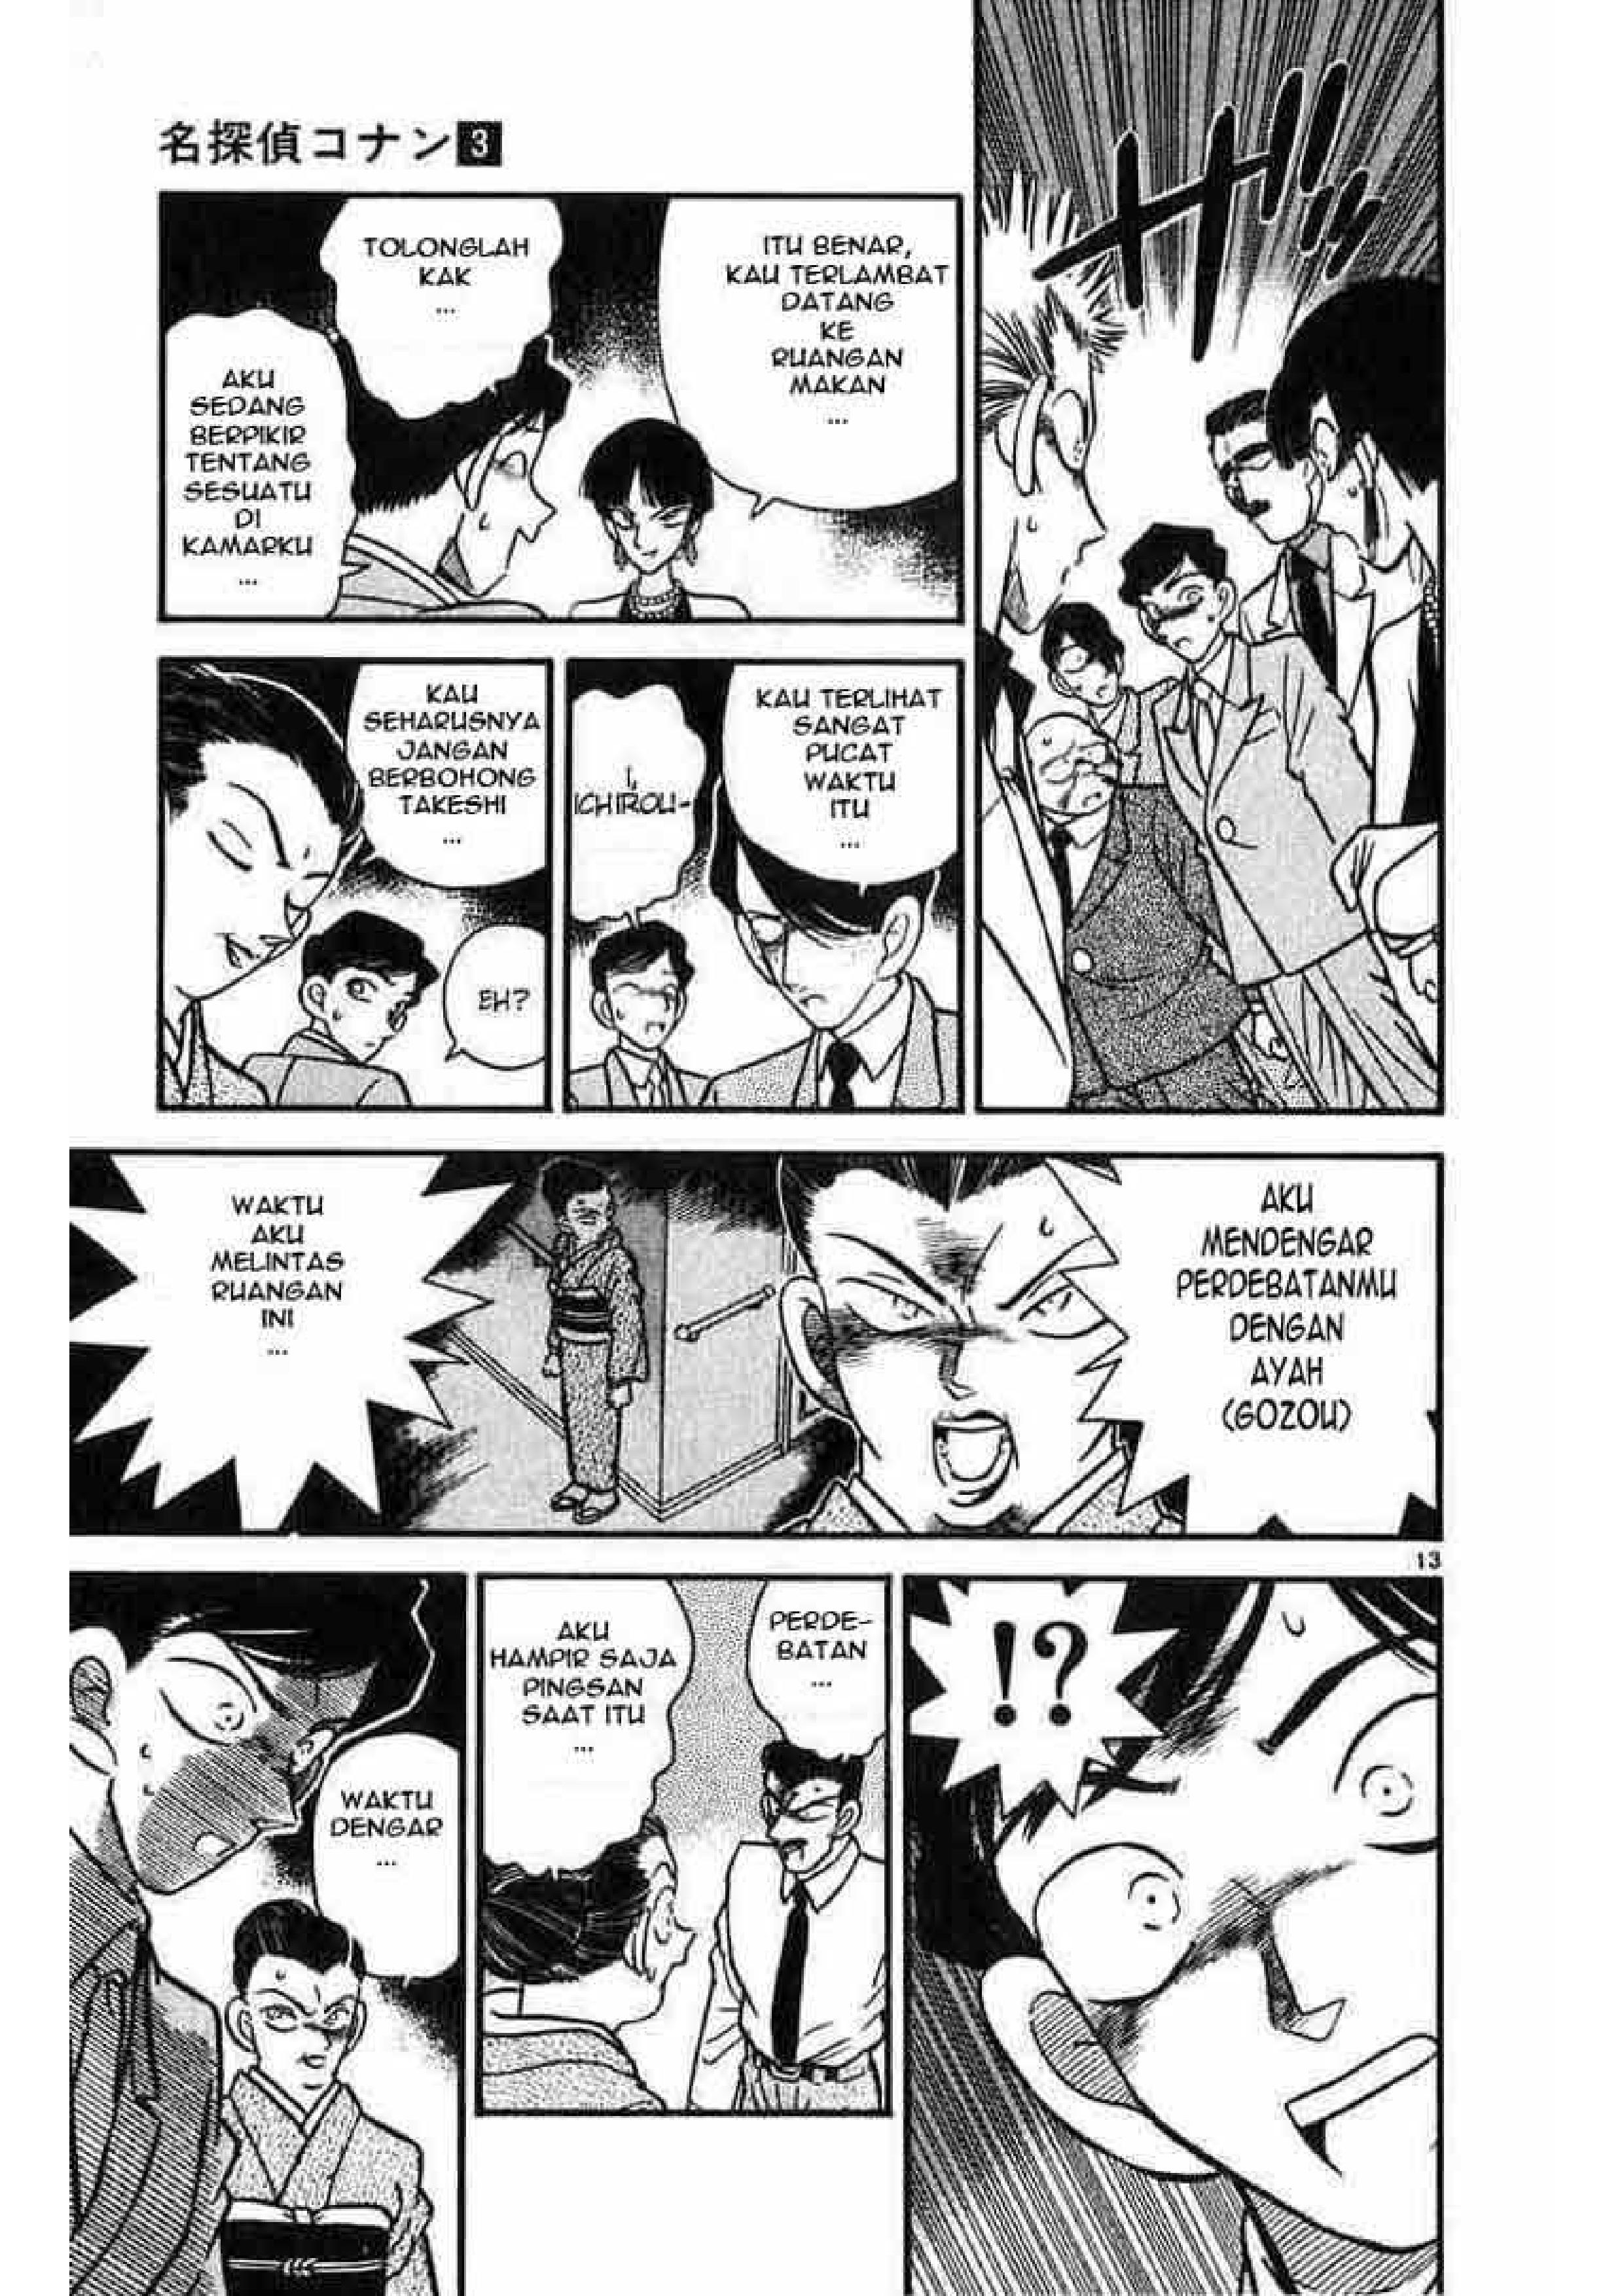 名探偵コナン3
ザザッ
ITU BENAR,
KAU TERLAMBAT
DATANG
KE
RUANGAN
MAKAN
...
TOLONGLAH
KAK
...
AKU
SEDANG
BERPIKIR
TENTANG
SESUATU
DI
KAMARKU
...
KAU TERLIHAT
SANGAT
PUCAT
WAKTU
ITU
...
I,
ICHIROU-
KAU
SEHARUSNYA
JANGAN
BERBOHONG
TAKESHI
...
EH?
AKU
MENDENGAR
PERDEBATANMU
DENGAN
AYAH
(GOZOU)
WAKTU
AKU
MELINTAS
RUANGAN
INI
...
13
!?
PERDE-
BATAN
...
AKU
HAMPIR SAJA
PINGSAN
SAAT ITU
...
WAKTU
DENGAR
...